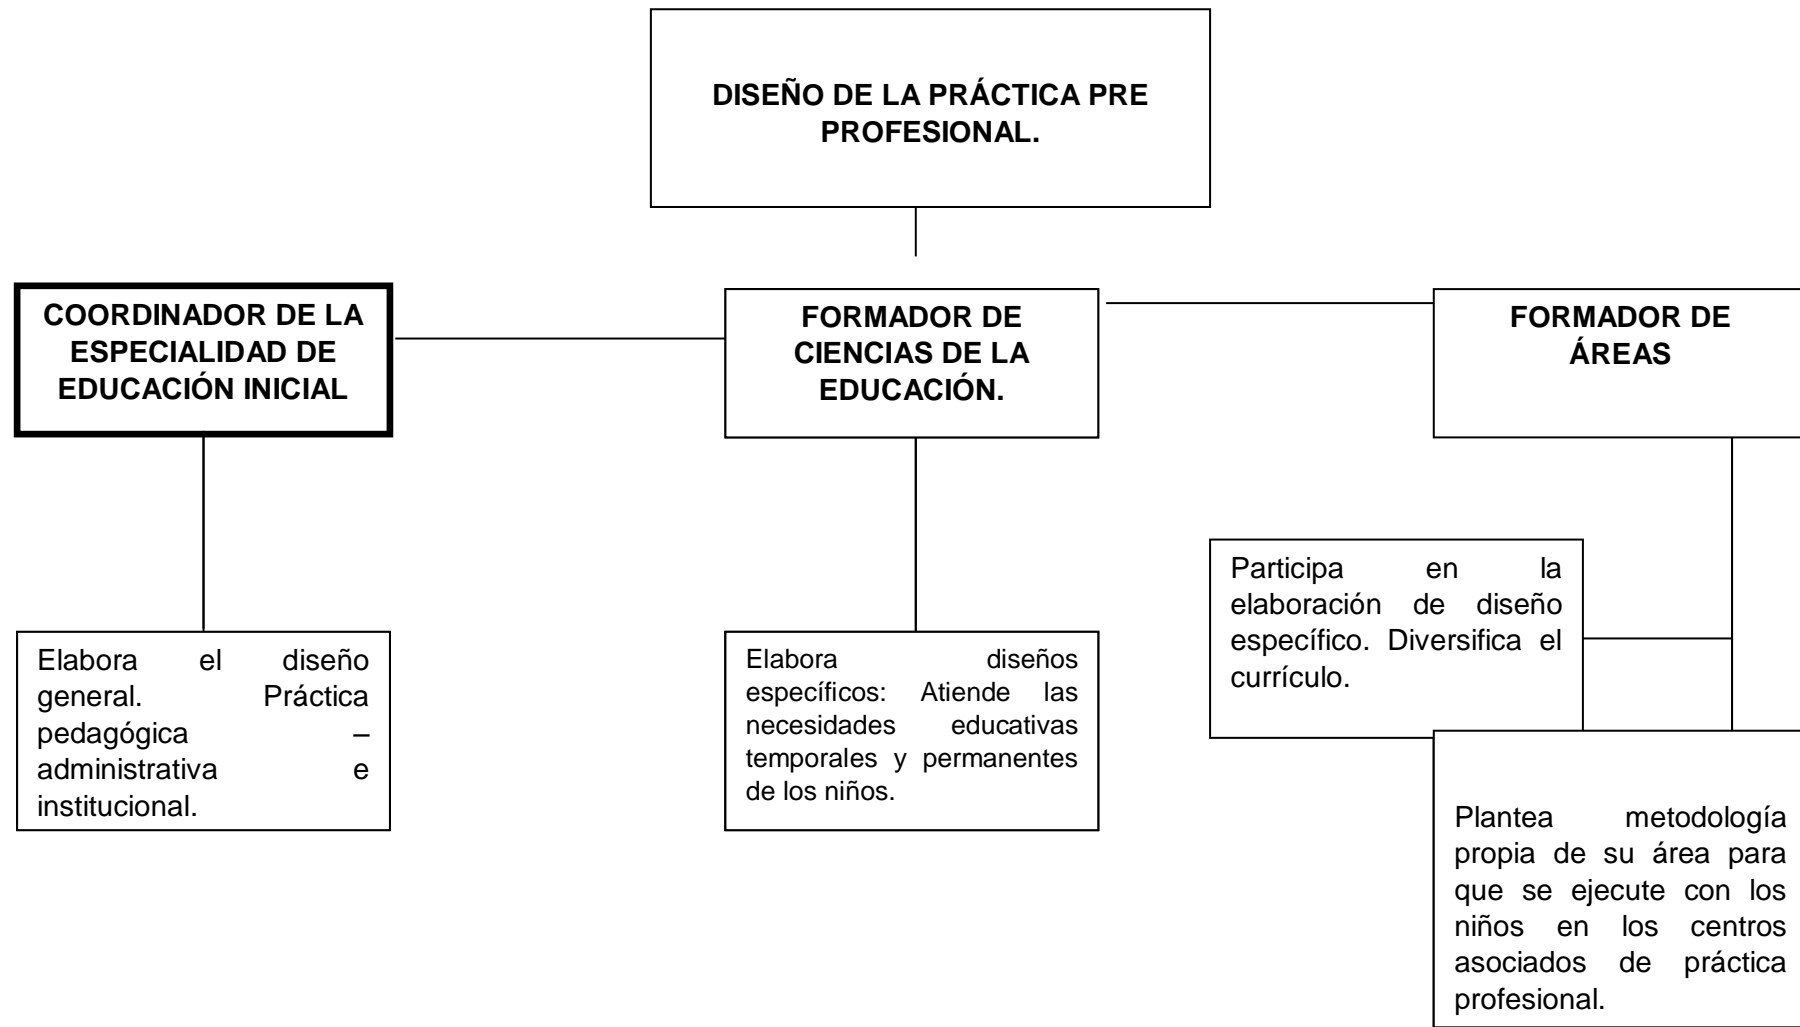 DISEÑO DE LA PRÁCTICA PRE
PROFESIONAL.
COORDINADOR DE LA
ESPECIALIDAD DE
EDUCACIÓN INICIAL
FORMADOR DE
CIENCIAS DE LA
EDUCACIÓN.
FORMADOR DE
ÁREAS
Elabora el diseño
general. Práctica
pedagógica –
administrativa e
institucional.
Elabora diseños
específicos: Atiende las
necesidades educativas
temporales y permanentes
de los niños.
Participa en la
elaboración de diseño
específico. Diversifica el
currículo.
Plantea metodología
propia de su área para
que se ejecute con los
niños en los centros
asociados de práctica
profesional.